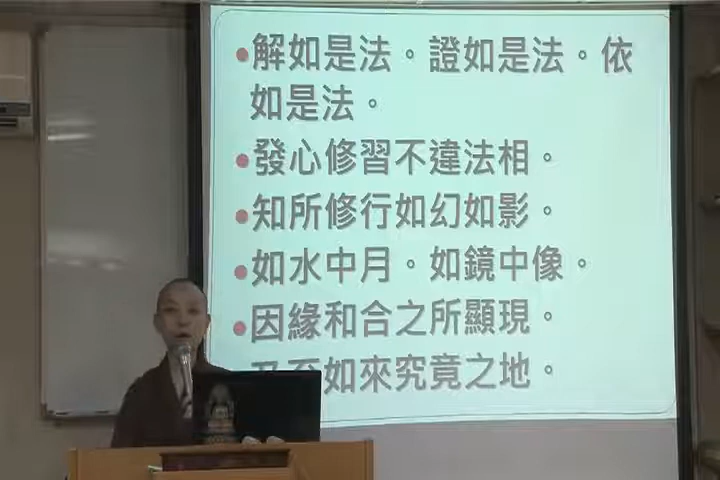 解如是法。證如是法。依
如是法。
發心修習不違法相。
知所修行如幻如影。
如水中月。如鏡中像。
因緣和合之所顯現。
乃至如來究竟之地。